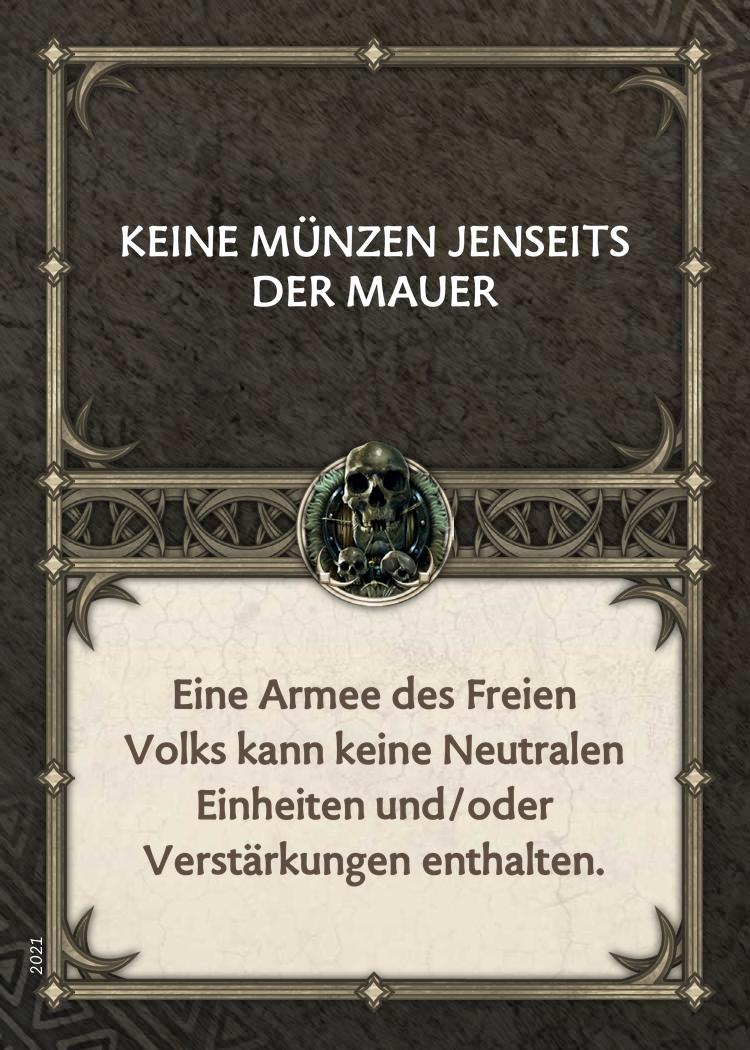 KEINE MÜNZEN JENSEITS
DER MAUER
Eine Armee des Freien
Volks kann keine Neutralen
Einheiten und/oder
Verstärkungen enthalten.
2021